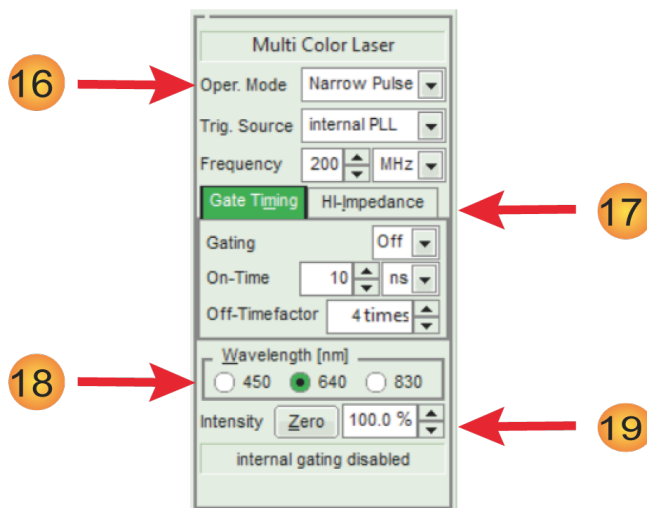 Multi Color Laser
16 Oper. Mode Narrow Pulse
Trig. Source internal PLL
Frequency 200 MHz
Gate Timing HI-Impedance 17
Gating Off
On-Time 10 ns
Off-Timefactor 4 times
Wavelength [nm]
18 450 640 830
Intensity Zero 100.0 % 19
internal gating disabled